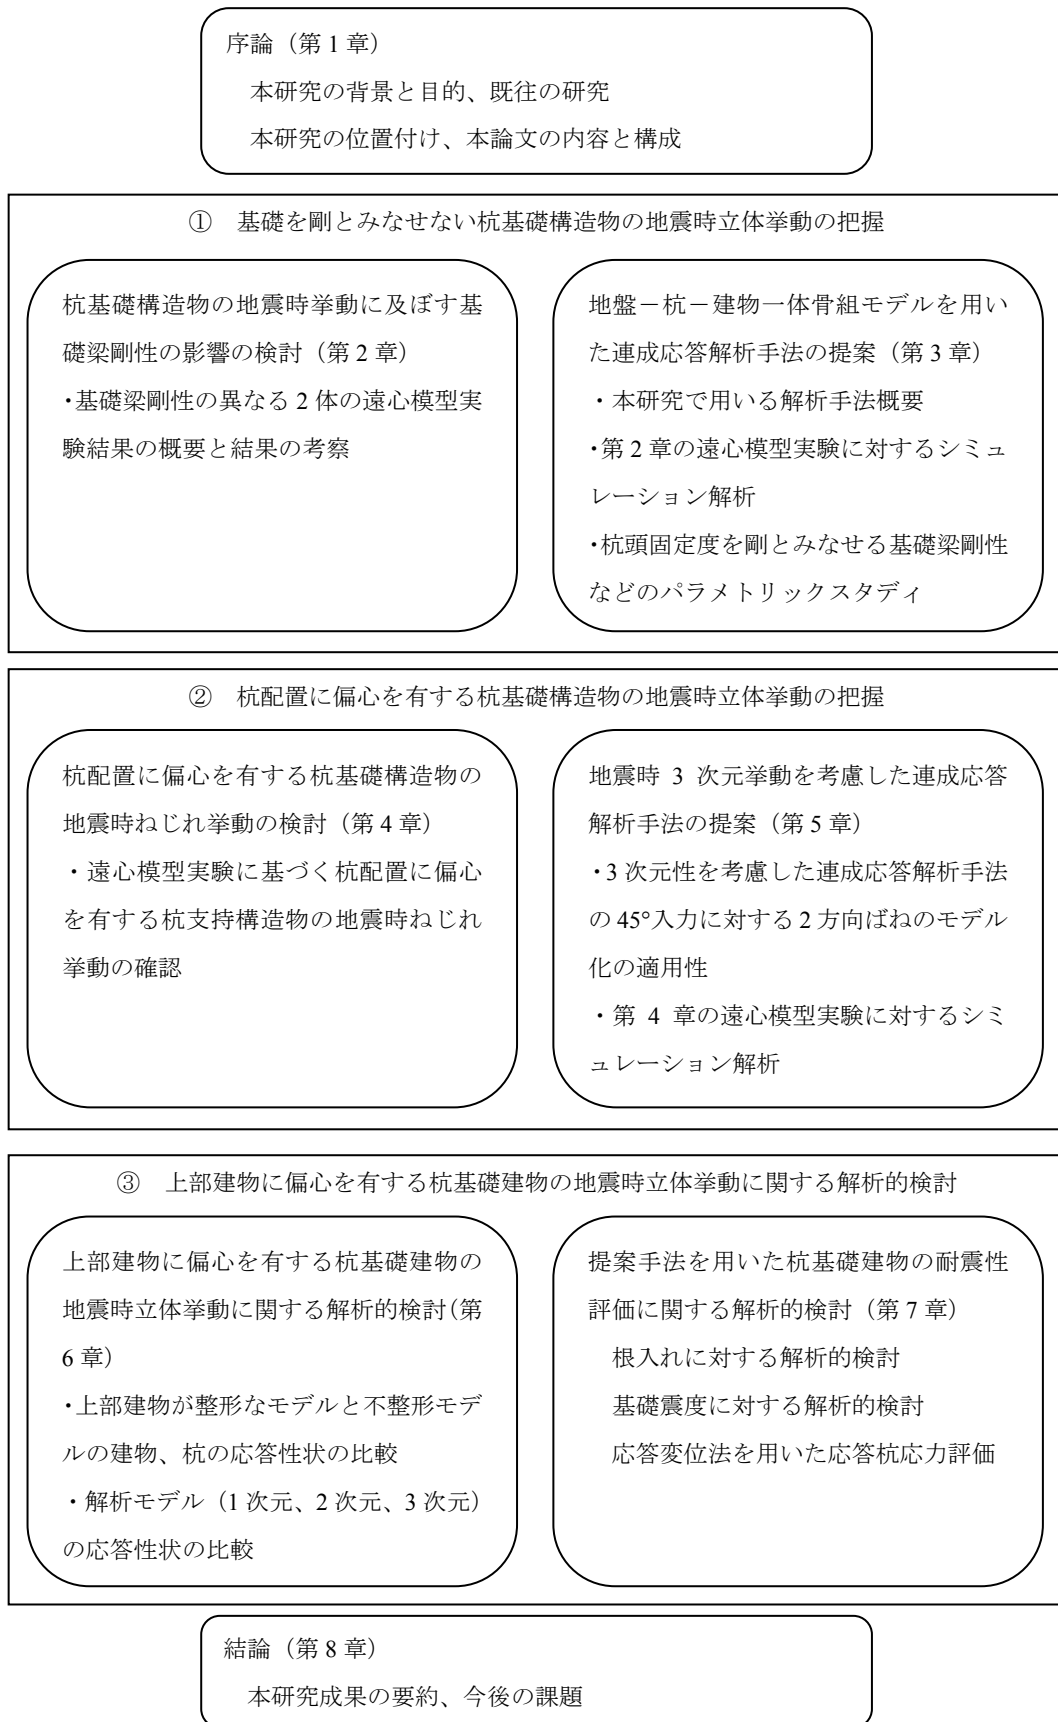 序論（第 1 章）
本研究の背景と目的、既往の研究
本研究の位置付け、本論文の内容と構成
①　基礎を剛とみなせない杭基礎構造物の地震時立体挙動の把握
杭基礎構造物の地震時挙動に及ぼす基
礎梁剛性の影響の検討（第 2 章）
・基礎梁剛性の異なる 2 体の遠心模型実
験結果の概要と結果の考察
地盤－杭－建物一体骨組モデルを用い
た連成応答解析手法の提案（第 3 章）
・本研究で用いる解析手法概要
・第 2 章の遠心模型実験に対するシミュ
レーション解析
・杭頭固定度を剛とみなせる基礎梁剛性
などのパラメトリックスタディ
②　杭配置に偏心を有する杭基礎構造物の地震時立体挙動の把握
杭配置に偏心を有する杭基礎構造物の
地震時ねじれ挙動の検討（第 4 章）
・遠心模型実験に基づく杭配置に偏心
を有する杭支持構造物の地震時ねじれ
挙動の確認
地震時 3 次元挙動を考慮した連成応答
解析手法の提案（第 5 章）
・3 次元性を考慮した連成応答解析手法
の 45°入力に対する 2 方向ばねのモデル
化の適用性
・第 4 章の遠心模型実験に対するシミ
ュレーション解析
③　上部建物に偏心を有する杭基礎建物の地震時立体挙動に関する解析的検討
上部建物に偏心を有する杭基礎建物の
地震時立体挙動に関する解析的検討（第
6 章）
・上部建物が整形なモデルと不整形モデ
ルの建物、杭の応答性状の比較
・解析モデル（1 次元、2 次元、3 次元）
の応答性状の比較
提案手法を用いた杭基礎建物の耐震性
評価に関する解析的検討（第 7 章）
根入れに対する解析的検討
基礎震度に対する解析的検討
応答変位法を用いた応答杭応力評価
結論（第 8 章）
本研究成果の要約、今後の課題